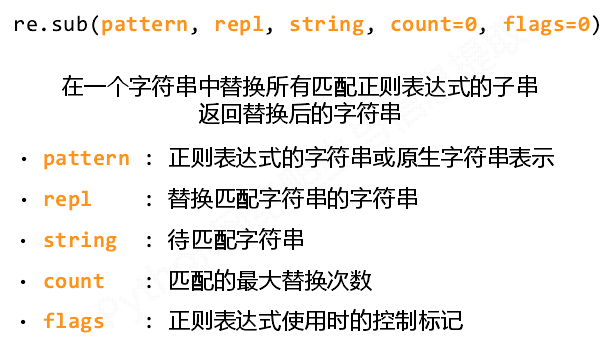 re.sub(pattern, repl, string, count=0, flags=0)
在一个字符串中替换所有匹配正则表达式的子串
返回替换后的字符串
• pattern : 正则表达式的字符串或原生字符串表示
• repl : 替换匹配字符串的字符串
• string : 待匹配字符串
• count : 匹配的最大替换次数
• flags : 正则表达式使用时的控制标记